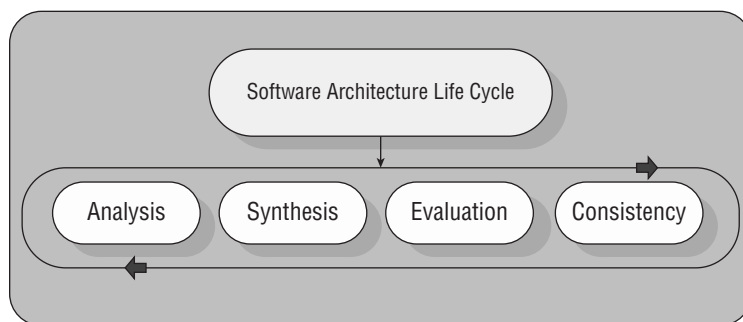 Software Architecture Life Cycle
Analysis
Synthesis
Evaluation
Consistency